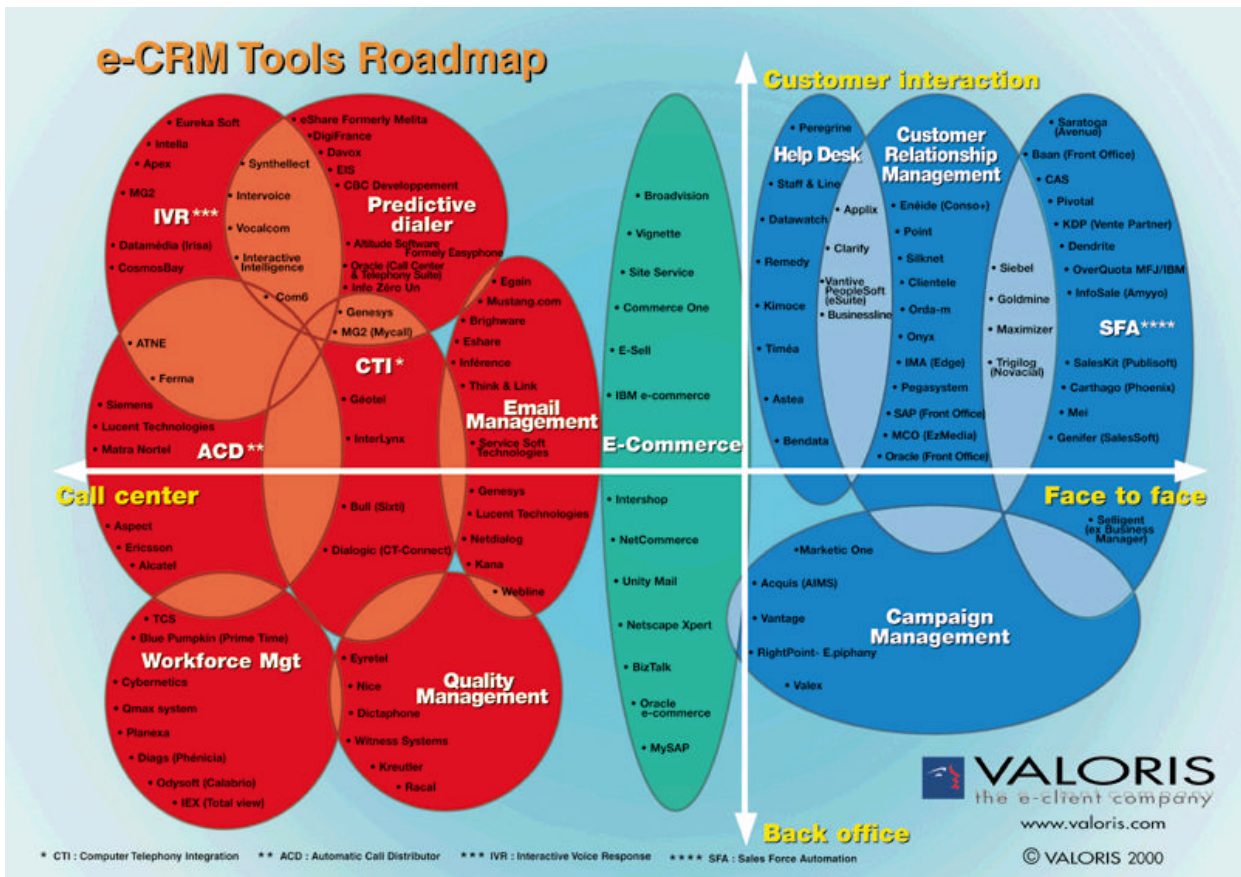 e-CRM Tools Roadmap
Customer interaction
• Eureka Soft
• Intella
• Apex
• MG2
IVR ***
• Datamédia (Irisa)
• CosmosBay
• Synthellect
• Intervoice
• Vocalcom
• Interactive
Intelligence
• Com6
• eShare Formerly Melita
• DigiFrance
• Davox
• EIS
• CBC Developpement
Predictive
dialer
• Altitude Software
Formely Easyphone
• Oracle (Call Center
& Telephony Suite)
• Info Zéro Un
• Genesys
• MG2 (Mycall)
CTI *
• Géotel
• InterLynx
• Bull (Sixti)
• Dialogic (CT-Connect)
• ATNE
• Ferma
• Siemens
• Lucent Technologies
• Matra Nortel
ACD **
Call center
• Aspect
• Ericsson
• Alcatel
• Egain
• Mustang.com
• Brighware
• Eshare
• Inférence
• Think & Link
Email
Management
• Service Soft
Technologies
• Genesys
• Lucent Technologies
• Netdialog
• Kana
• Webline
• TCS
• Blue Pumpkin (Prime Time)
Workforce Mgt
• Cybernetics
• Qmax system
• Planexa
• Diags (Phénicia)
• Odysoft (Calabrio)
• IEX (Total view)
• Eyretel
• Nice
Quality
Management
• Dictaphone
• Witness Systems
• Kreutler
• Racal
• Broadvision
• Vignette
• Site Service
• Commerce One
• E-Sell
• IBM e-commerce
E-Commerce
• Intershop
• NetCommerce
• Unity Mail
• Netscape Xpert
• BizTalk
• Oracle
e-commerce
• MySAP
• Peregrine
Help Desk
• Staff & Line
• Datawatch
• Remedy
• Kimoce
• Timéa
• Astea
• Bendata
• Applix
• Clarify
• Vantive
PeopleSoft
(eSuite)
• Businessline
Customer
Relationship
Management
• Enéide (Conso+)
• Point
• Silknet
• Clientele
• Orda-m
• Onyx
• IMA (Edge)
• Pegasystem
• SAP (Front Office)
• MCO (EzMedia)
• Oracle (Front Office)
• Siebel
• Goldmine
• Maximizer
• Trigilog
(Novacial)
• Saratoga
(Avenue)
• Baan (Front Office)
• CAS
• Pivotal
• KDP (Vente Partner)
• Dendrite
• OverQuota MFJ/IBM
• InfoSale (Amyyo)
SFA ****
• SalesKit (Publisoft)
• Carthago (Phoenix)
• Mei
• Genifer (SalesSoft)
Face to face
• Selligent
(ex Business
Manager)
• Marketic One
• Acquis (AIMS)
• Vantage
Campaign
Management
• RightPoint- E.piphany
• Valex
Back office
VALORIS
the e-client company
www.valoris.com
© VALORIS 2000
* CTI : Computer Telephony Integration ** ACD : Automatic Call Distributor *** IVR : Interactive Voice Response **** SFA : Sales Force Automation